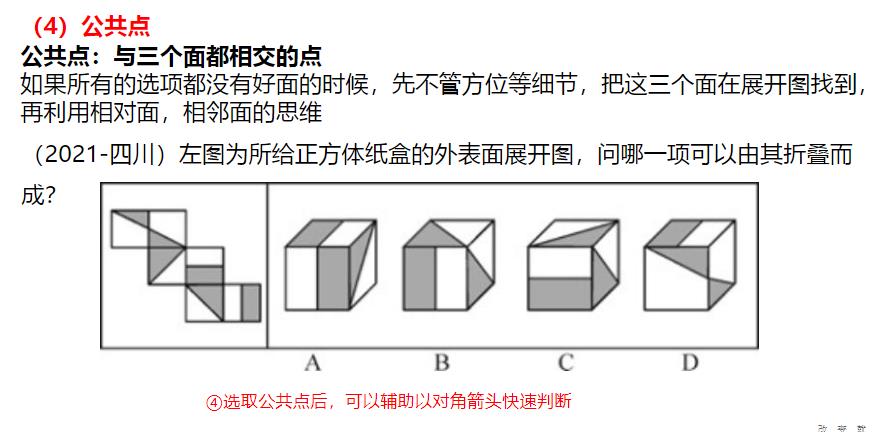 （4）公共点
公共点：与三个面都相交的点
如果所有的选项都没有好面的时候，先不管方位等细节，把这三个面在展开图找到，
再利用相对面，相邻面的思维
（2021-四川）左图为所给正方体纸盒的外表面展开图，问哪一项可以由其折叠而
成？
A B C D
④选取公共点后，可以辅助以对角箭头快速判断